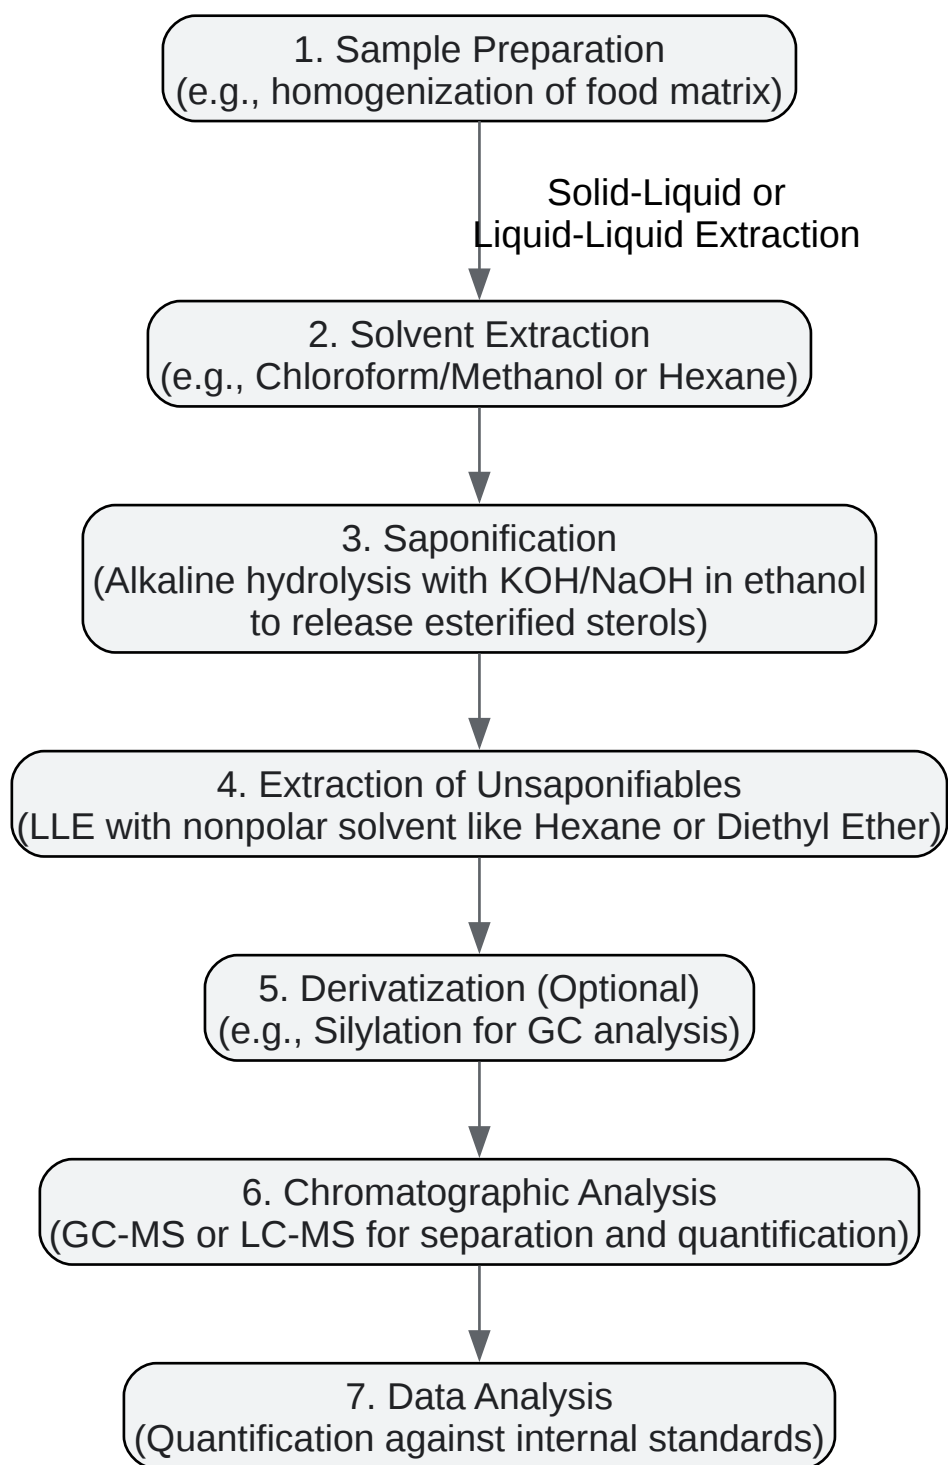 1. Sample Preparation
(e.g., homogenization of food matrix)
Solid-Liquid or
Liquid-Liquid Extraction
2. Solvent Extraction
(e.g., Chloroform/Methanol or Hexane)
3. Saponification
(Alkaline hydrolysis with KOH/NaOH in ethanol
to release esterified sterols)
4. Extraction of Unsaponifiables
(LLE with nonpolar solvent like Hexane or Diethyl Ether)
5. Derivatization (Optional)
(e.g., Silylation for GC analysis)
6. Chromatographic Analysis
(GC-MS or LC-MS for separation and quantification)
7. Data Analysis
(Quantification against internal standards)